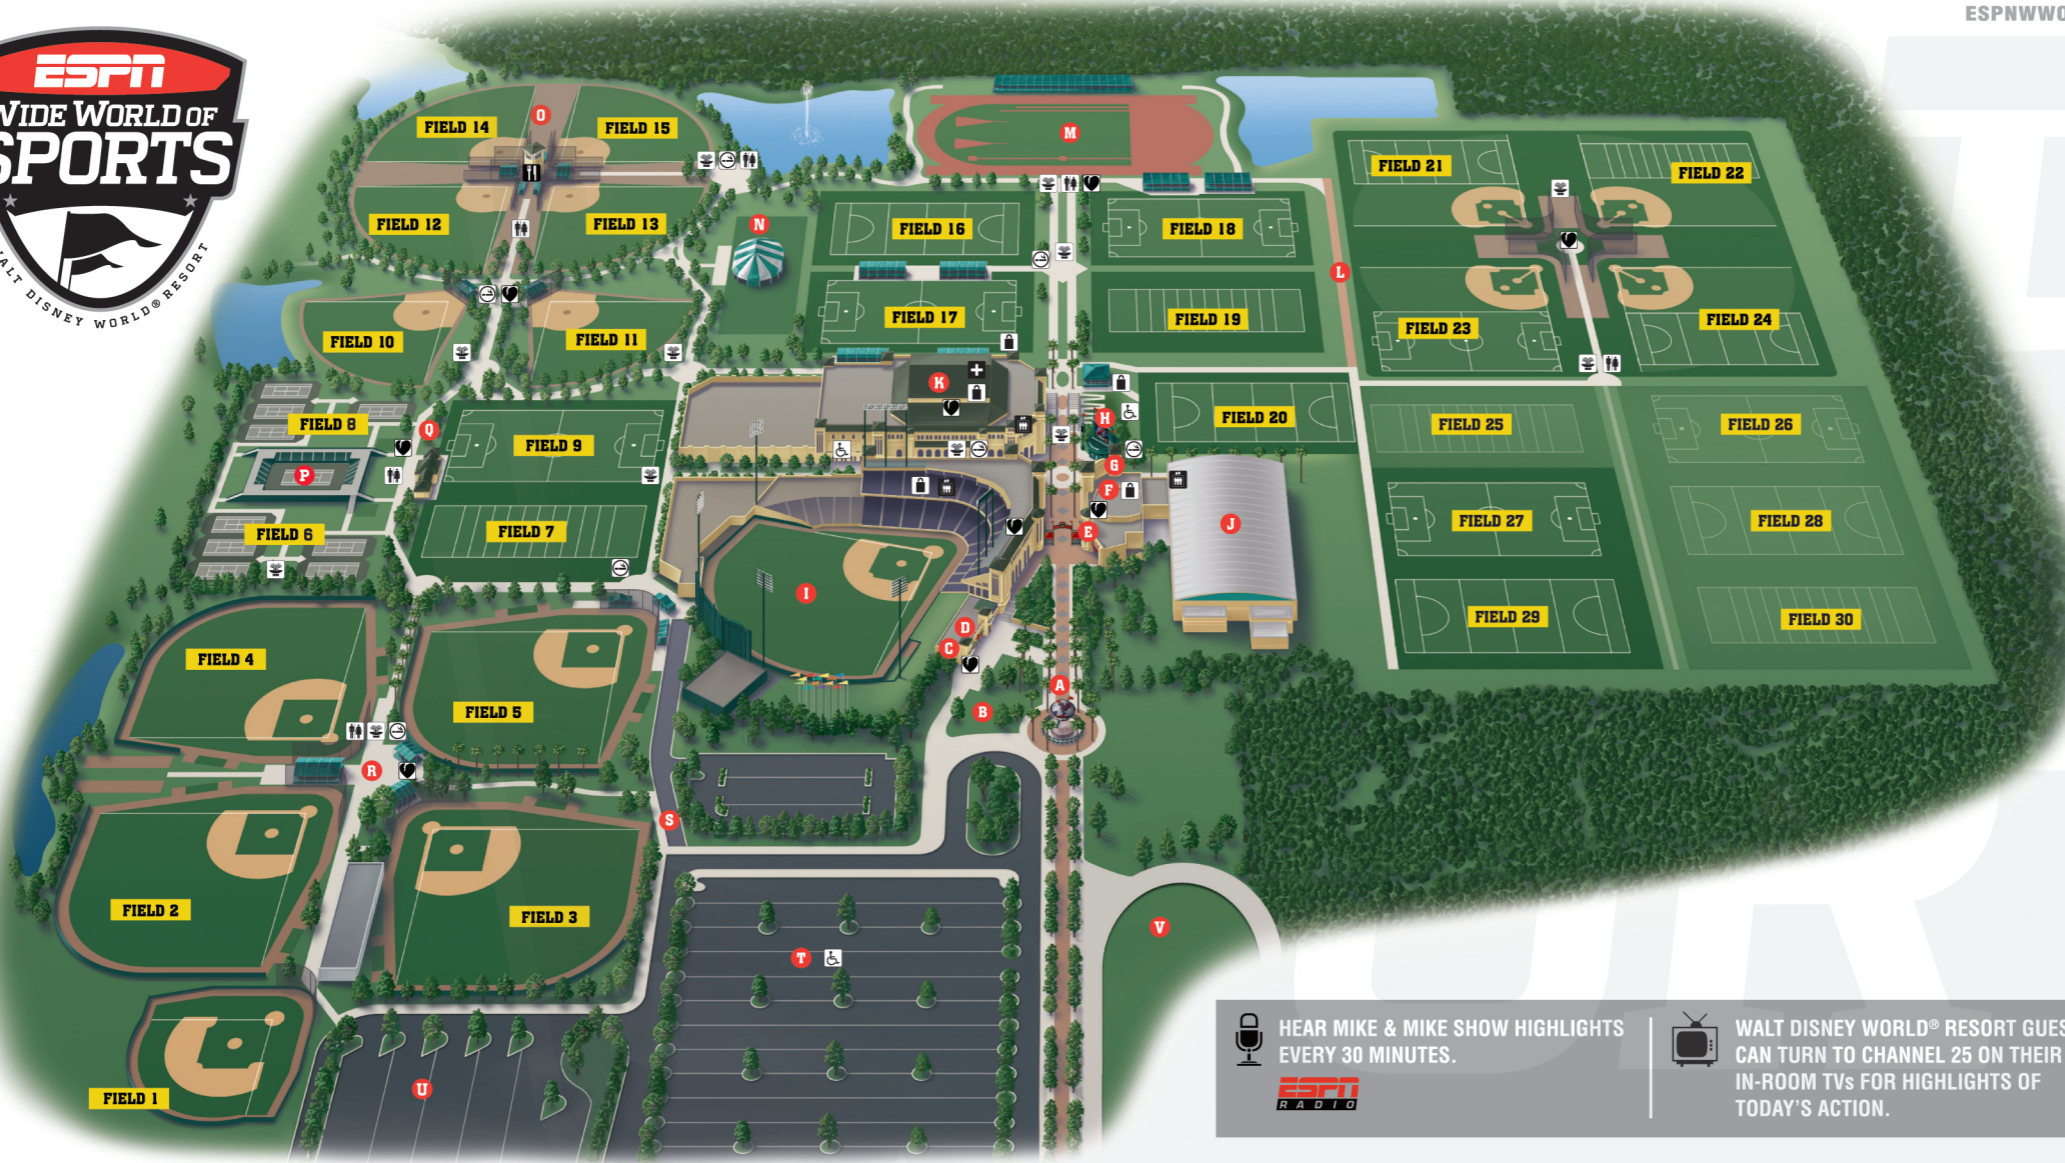 ESPNWWO
ESPN
WIDE WORLD OF
SPORTS
WALT DISNEY WORLD® RESORT
O
FIELD 14
FIELD 15
M
FIELD 21
FIELD 22
FIELD 12
FIELD 13
N
FIELD 16
FIELD 18
L
FIELD 10
FIELD 11
FIELD 17
FIELD 19
FIELD 23
FIELD 24
K
FIELD 8
Q
FIELD 9
H
FIELD 20
FIELD 25
FIELD 26
P
G
F
FIELD 6
FIELD 7
E
J
FIELD 27
FIELD 28
I
D
C
FIELD 29
FIELD 30
FIELD 4
FIELD 5
A
B
R
S
FIELD 2
FIELD 3
V
T
FIELD 1
U
HEAR MIKE & MIKE SHOW HIGHLIGHTS
EVERY 30 MINUTES.
ESPN
RADIO
WALT DISNEY WORLD® RESORT GUES
CAN TURN TO CHANNEL 25 ON THEIR
IN-ROOM TVs FOR HIGHLIGHTS OF
TODAY'S ACTION.